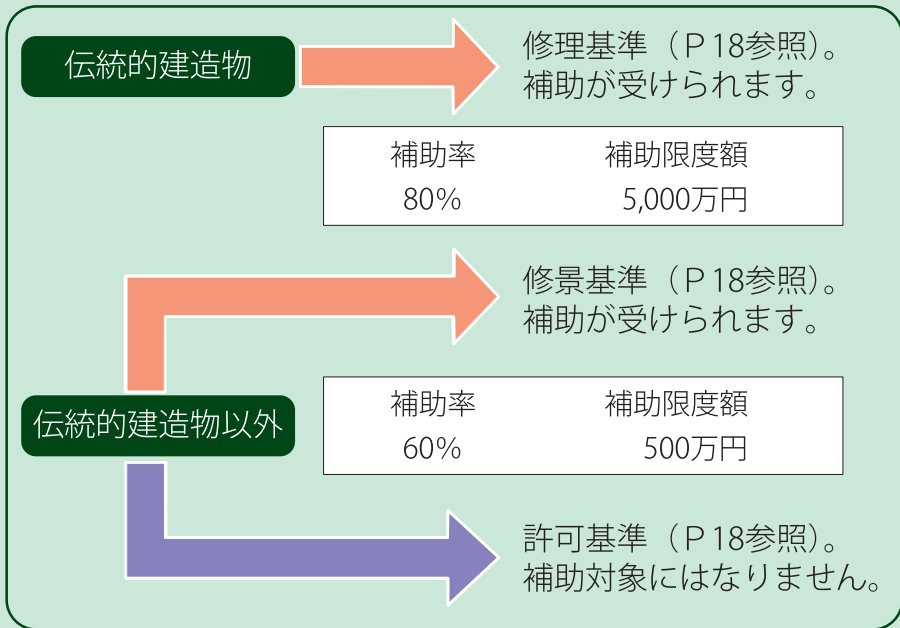 伝統的建造物
修理基準（P18参照）。
補助が受けられます。
補助率 補助限度額
80% 5,000万円
修景基準（P18参照）。
補助が受けられます。
伝統的建造物以外
補助率 補助限度額
60% 500万円
許可基準（P18参照）。
補助対象にはなりません。